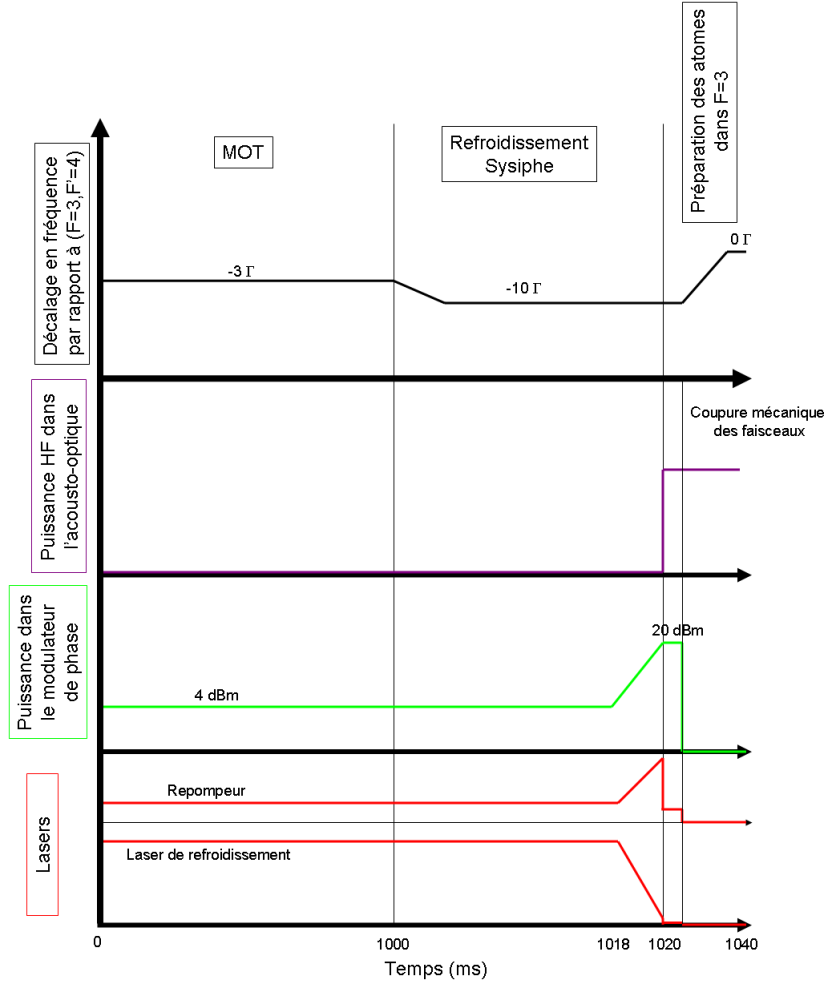 Préparation des atomes
dans F=3
MOT
Refroidissement
Sysiphe
Décalage en fréquence
par rapport à (F=3,F'=4)
-3 Γ
-10 Γ
0 Γ
Puissance HF dans
l'acousto-optique
Coupure mécanique
des faisceaux
Puissance dans
le modulateur
de phase
4 dBm
20 dBm
Lasers
Repompeur
Laser de refroidissement
0
1000
1018
1020
1040
Temps (ms)